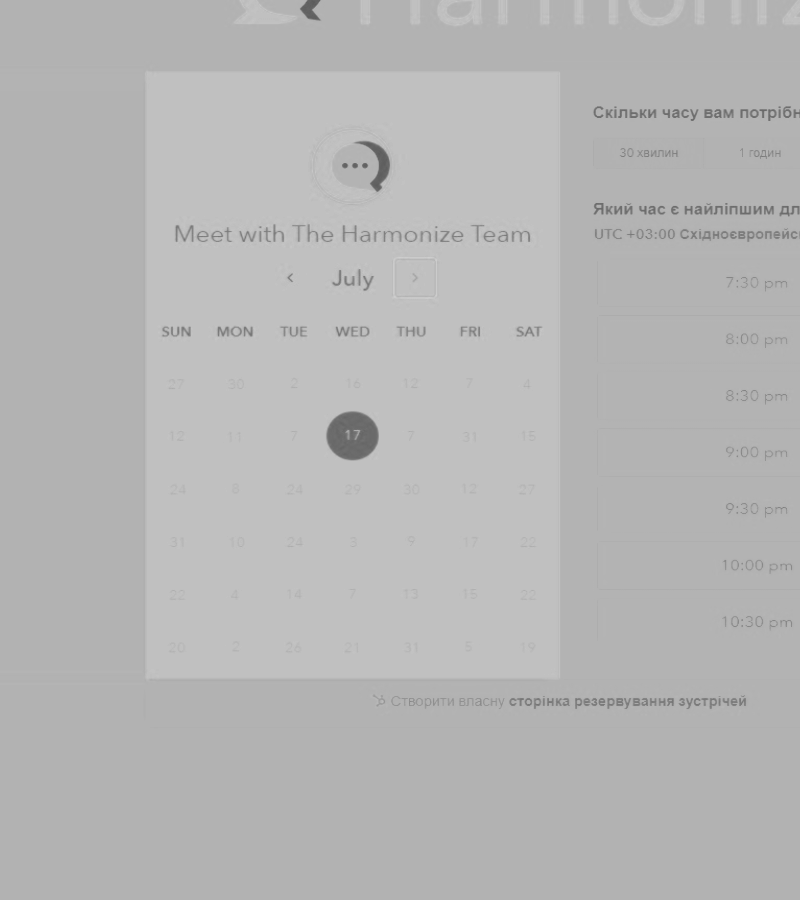 Harmoniz
Meet with The Harmonize Team
July
SUN MON TUE WED THU FRI SAT
27 30 2 16 12 7 4
12 11 7 17 7 31 15
24 8 24 29 30 12 27
31 10 24 3 9 17 22
22 4 14 7 13 15 22
20 2 26 21 31 5 19
Скільки часу вам потрібн
30 хвилин 1 годин
Який час є найліпшим дл
UTC +03:00 Східноєвропейсь
7:30 pm
8:00 pm
8:30 pm
9:00 pm
9:30 pm
10:00 pm
10:30 pm
Створити власну сторінка резервування зустрічей